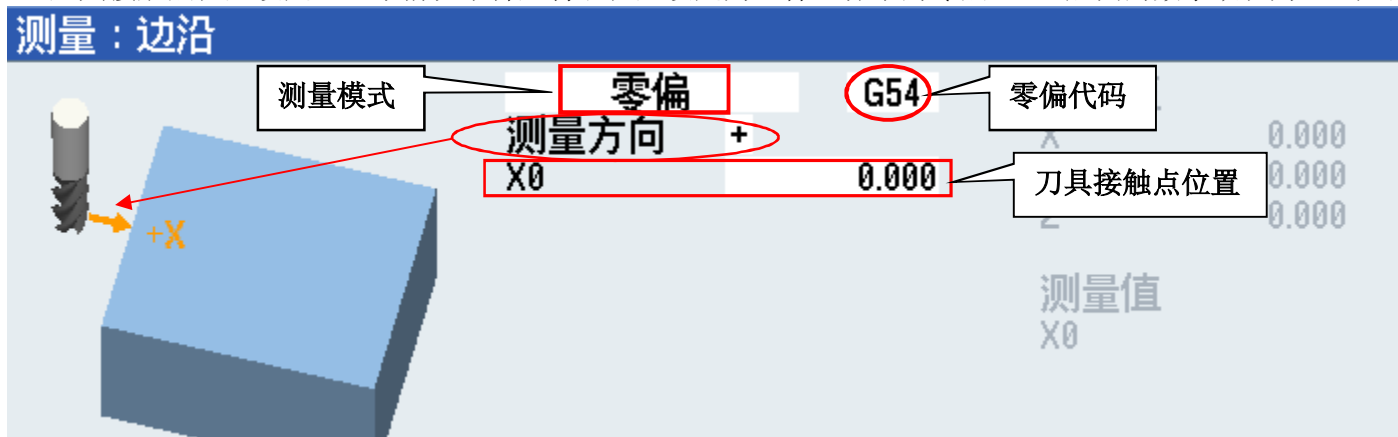 测量：边沿
测量模式
零偏
G54
零偏代码
测量方向 +
X 0.000
X0 0.000
刀具接触点位置
0.000
+X
Z 0.000
测量值
X0